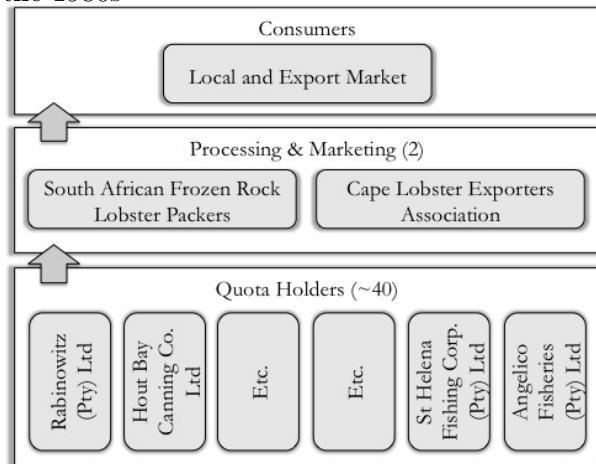 Consumers
Local and Export Market
Processing & Marketing (2)
South African Frozen Rock
Lobster Packers
Cape Lobster Exporters
Association
Quota Holders (~40)
Rabinowitz
(Pty) Ltd
Hout Bay
Canning Co.
Ltd
Etc.
Etc.
St Helena
Fishing Corp.
(Pty) Ltd
Angelico
Fisheries
(Pty) Ltd